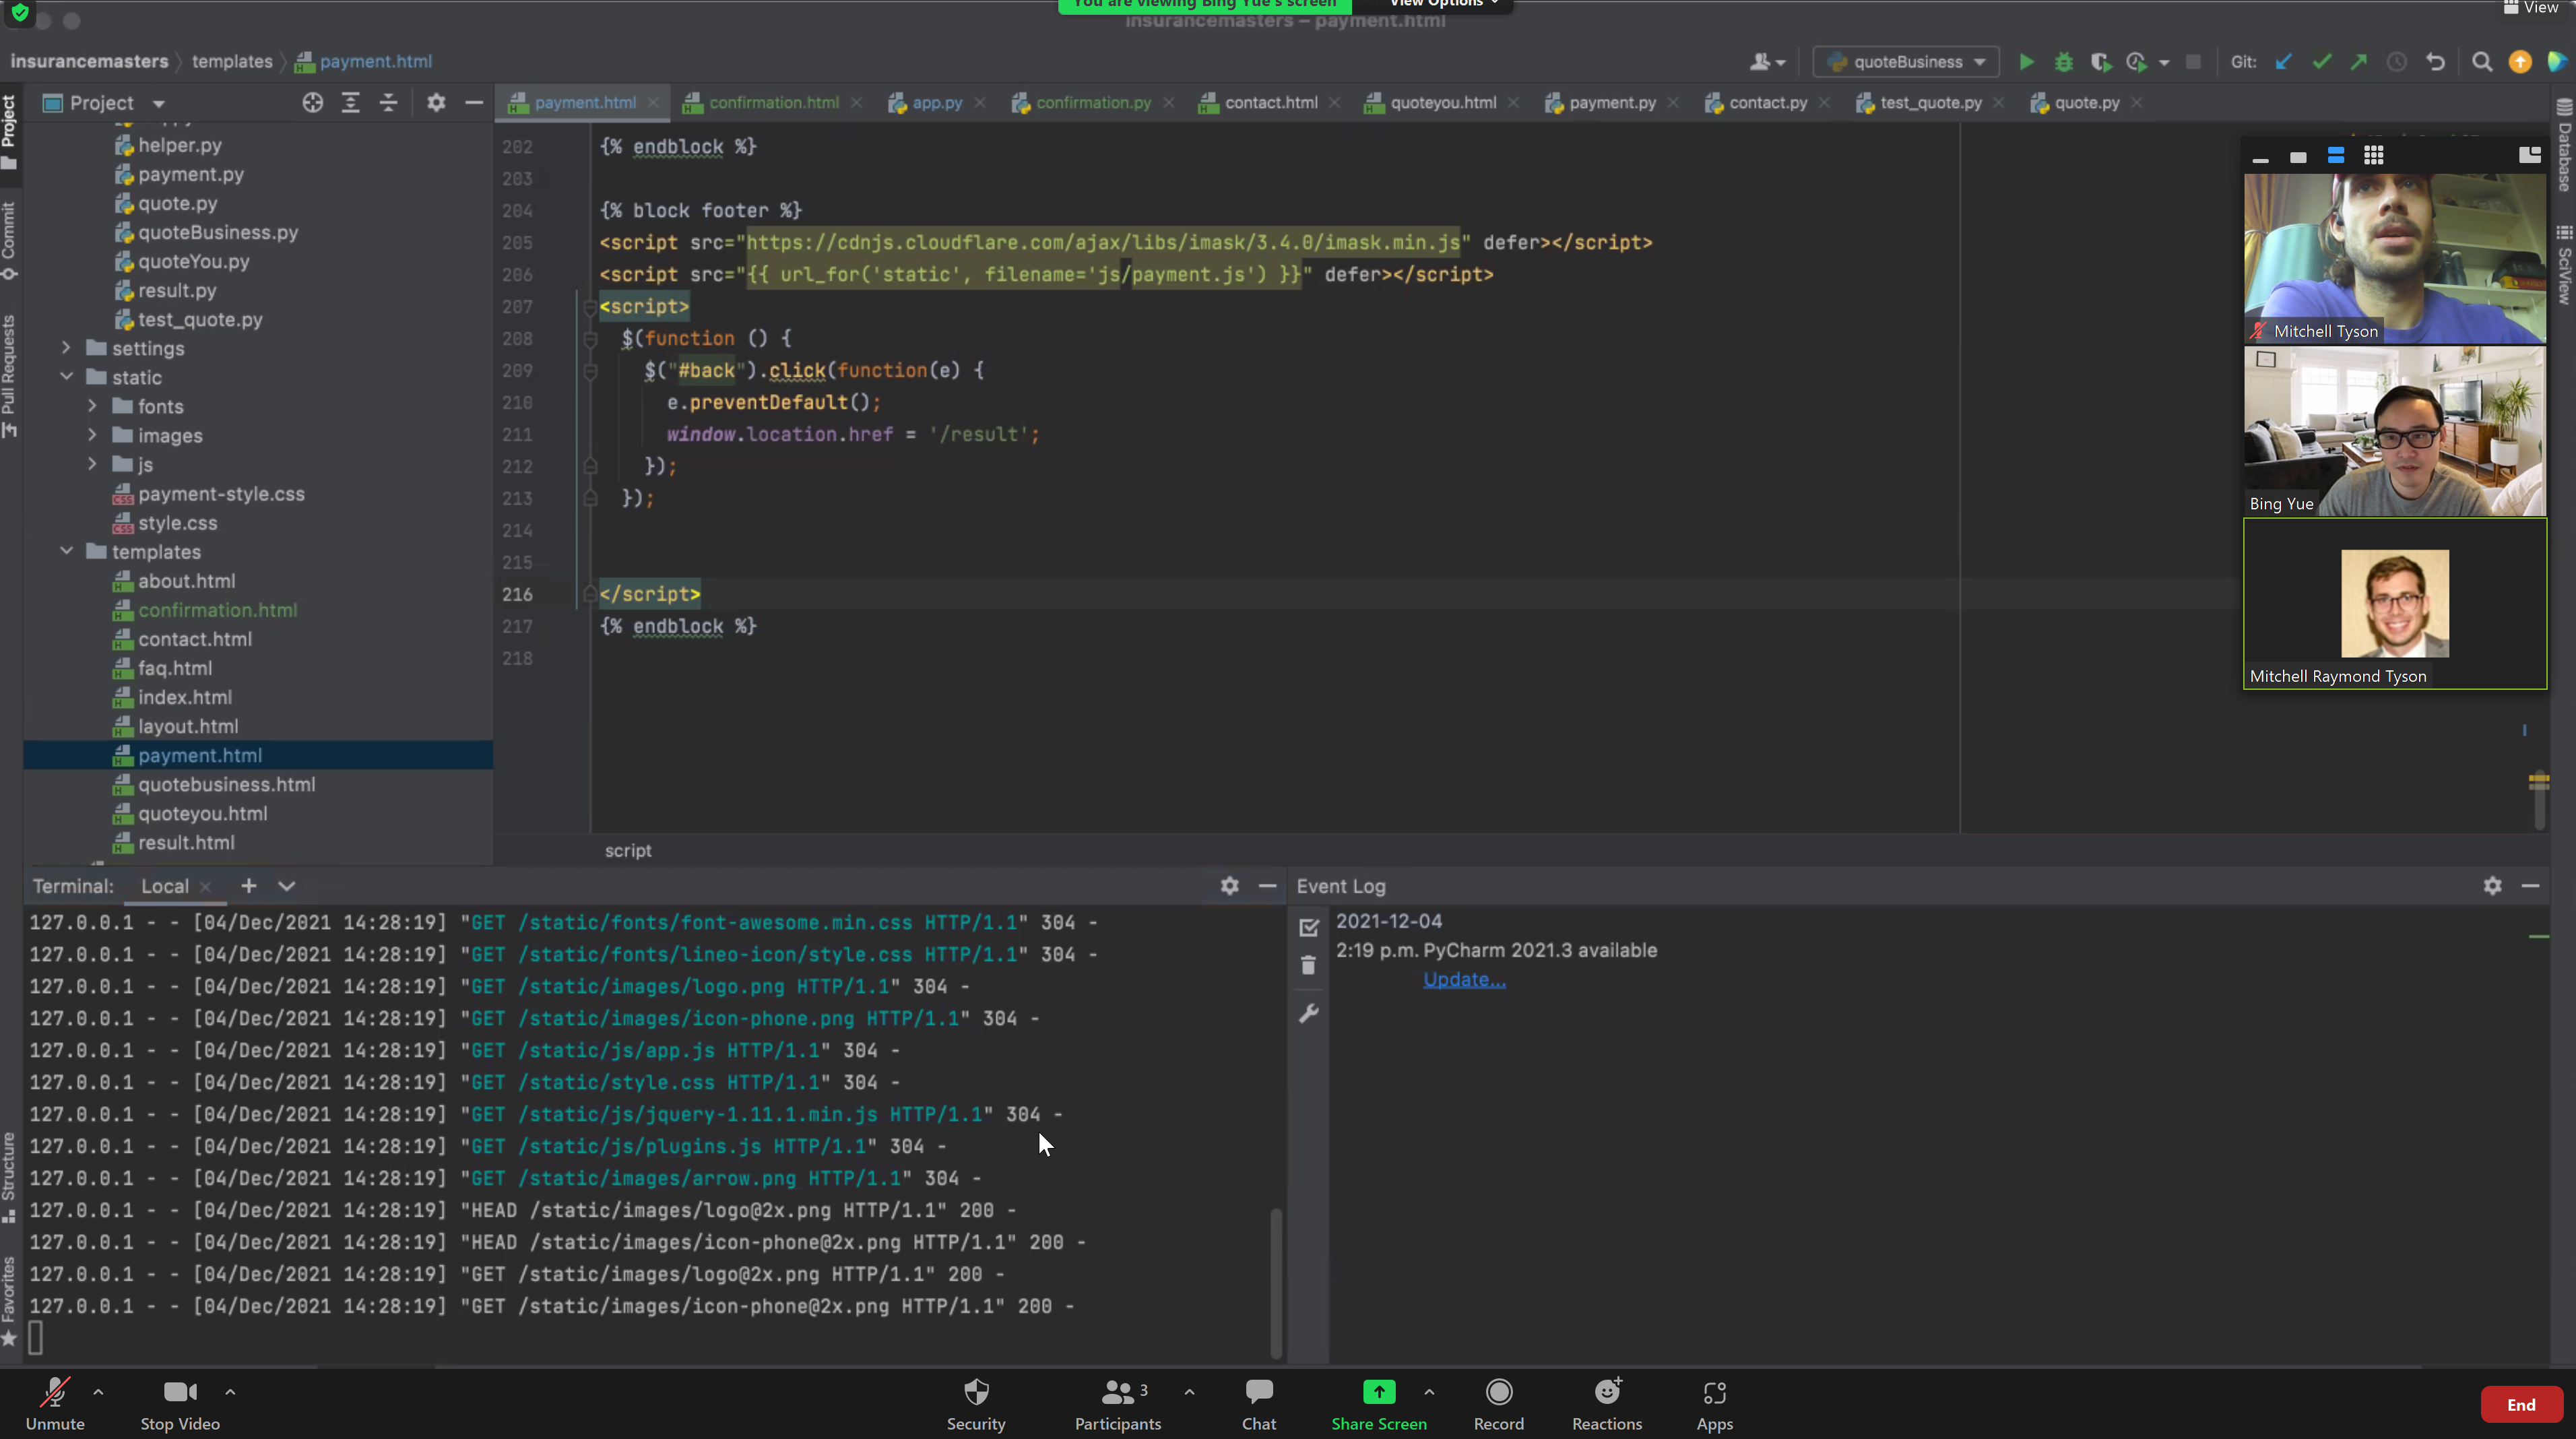 You are viewing Bing Yue's screen
View Options
View
insurancemasters – payment.html
insurancemasters
templates
payment.html
quoteBusiness
Git:
Project
payment.html
confirmation.html
app.py
confirmation.py
contact.html
quoteyou.html
payment.py
contact.py
test_quote.py
quote.py
Project
Commit
Pull Requests
Structure
Favorites
Database
SciView
helper.py
payment.py
quote.py
quoteBusiness.py
quoteYou.py
result.py
test_quote.py
settings
static
fonts
images
js
payment-style.css
style.css
templates
about.html
confirmation.html
contact.html
faq.html
index.html
layout.html
payment.html
quotebusiness.html
quoteyou.html
result.html
202 {% endblock %}
203
204 {% block footer %}
205 <script src="https://cdnjs.cloudflare.com/ajax/libs/imask/3.4.0/imask.min.js" defer></script>
206 <script src="{{ url_for('static', filename='js/payment.js') }}" defer></script>
207 <script>
208 $(function () {
209 $("#back").click(function(e) {
210 e.preventDefault();
211 window.location.href = '/result';
212 });
213 });
214
215
216 </script>
217 {% endblock %}
218
script
Mitchell Tyson
Bing Yue
Mitchell Raymond Tyson
Terminal:
Local
127.0.0.1 - - [04/Dec/2021 14:28:19] "GET /static/fonts/font-awesome.min.css HTTP/1.1" 304 -
127.0.0.1 - - [04/Dec/2021 14:28:19] "GET /static/fonts/lineo-icon/style.css HTTP/1.1" 304 -
127.0.0.1 - - [04/Dec/2021 14:28:19] "GET /static/images/logo.png HTTP/1.1" 304 -
127.0.0.1 - - [04/Dec/2021 14:28:19] "GET /static/images/icon-phone.png HTTP/1.1" 304 -
127.0.0.1 - - [04/Dec/2021 14:28:19] "GET /static/js/app.js HTTP/1.1" 304 -
127.0.0.1 - - [04/Dec/2021 14:28:19] "GET /static/style.css HTTP/1.1" 304 -
127.0.0.1 - - [04/Dec/2021 14:28:19] "GET /static/js/jquery-1.11.1.min.js HTTP/1.1" 304 -
127.0.0.1 - - [04/Dec/2021 14:28:19] "GET /static/js/plugins.js HTTP/1.1" 304 -
127.0.0.1 - - [04/Dec/2021 14:28:19] "GET /static/images/arrow.png HTTP/1.1" 304 -
127.0.0.1 - - [04/Dec/2021 14:28:19] "HEAD /static/images/logo@2x.png HTTP/1.1" 200 -
127.0.0.1 - - [04/Dec/2021 14:28:19] "HEAD /static/images/icon-phone@2x.png HTTP/1.1" 200 -
127.0.0.1 - - [04/Dec/2021 14:28:19] "GET /static/images/logo@2x.png HTTP/1.1" 200 -
127.0.0.1 - - [04/Dec/2021 14:28:19] "GET /static/images/icon-phone@2x.png HTTP/1.1" 200 -
Event Log
2021-12-04
2:19 p.m. PyCharm 2021.3 available
Update...
Unmute
Stop Video
Security
3
Participants
Chat
Share Screen
Record
Reactions
Apps
End